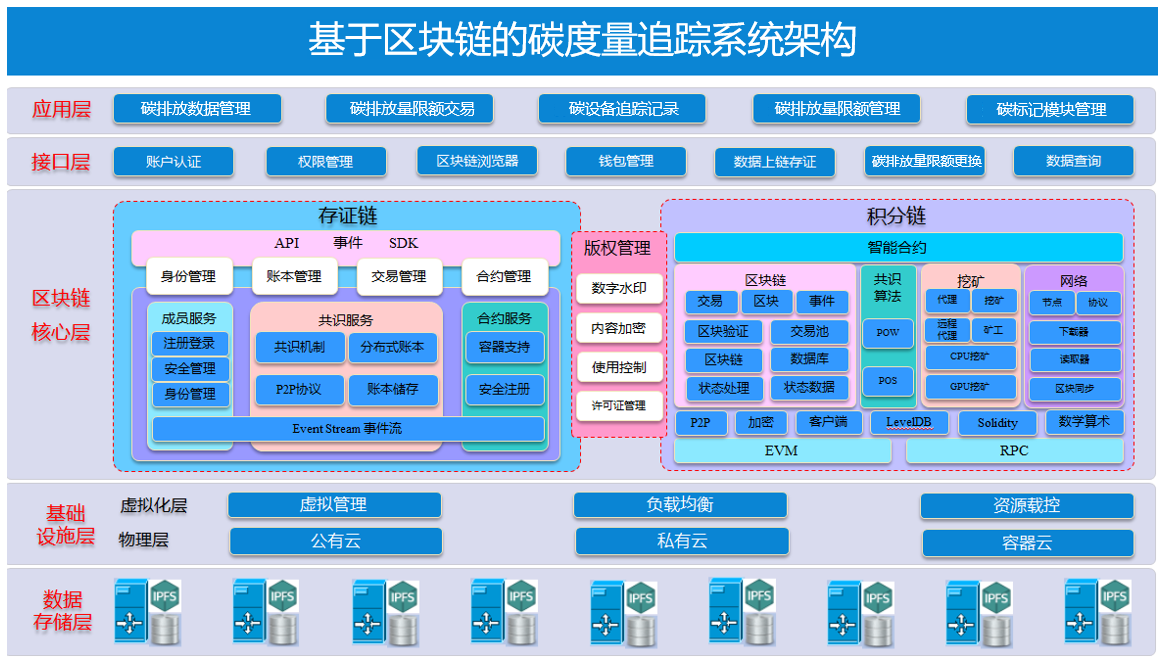 基于区块链的碳度量追踪系统架构
应用层
碳排放数据管理
碳排放量限额交易
碳设备追踪记录
碳排放量限额管理
碳标记模块管理
接口层
账户认证
权限管理
区块链浏览器
钱包管理
数据上链存证
碳排放量限额更换
数据查询
区块链
核心层
存证链
API 事件 SDK
身份管理
账本管理
交易管理
合约管理
成员服务
注册登录
安全管理
身份管理
共识服务
共识机制
分布式账本
P2P协议
账本储存
合约服务
容器支持
安全注册
Event Stream 事件流
版权管理
数字水印
内容加密
使用控制
许可证管理
积分链
智能合约
区块链
交易
区块
事件
区块验证
交易池
区块链
数据库
状态处理
状态数据
共识
算法
POW
POS
挖矿
代理
挖矿
远程
代理
矿工
CPU挖矿
GPU挖矿
网络
节点
协议
下载器
读取器
区块同步
P2P
加密
客户端
LevelDB
Solidity
数学算术
EVM
RPC
基础
设施层
虚拟化层
虚拟管理
负载均衡
资源载控
物理层
公有云
私有云
容器云
数据
存储层
IPFS
IPFS
IPFS
IPFS
IPFS
IPFS
IPFS
IPFS
IPFS